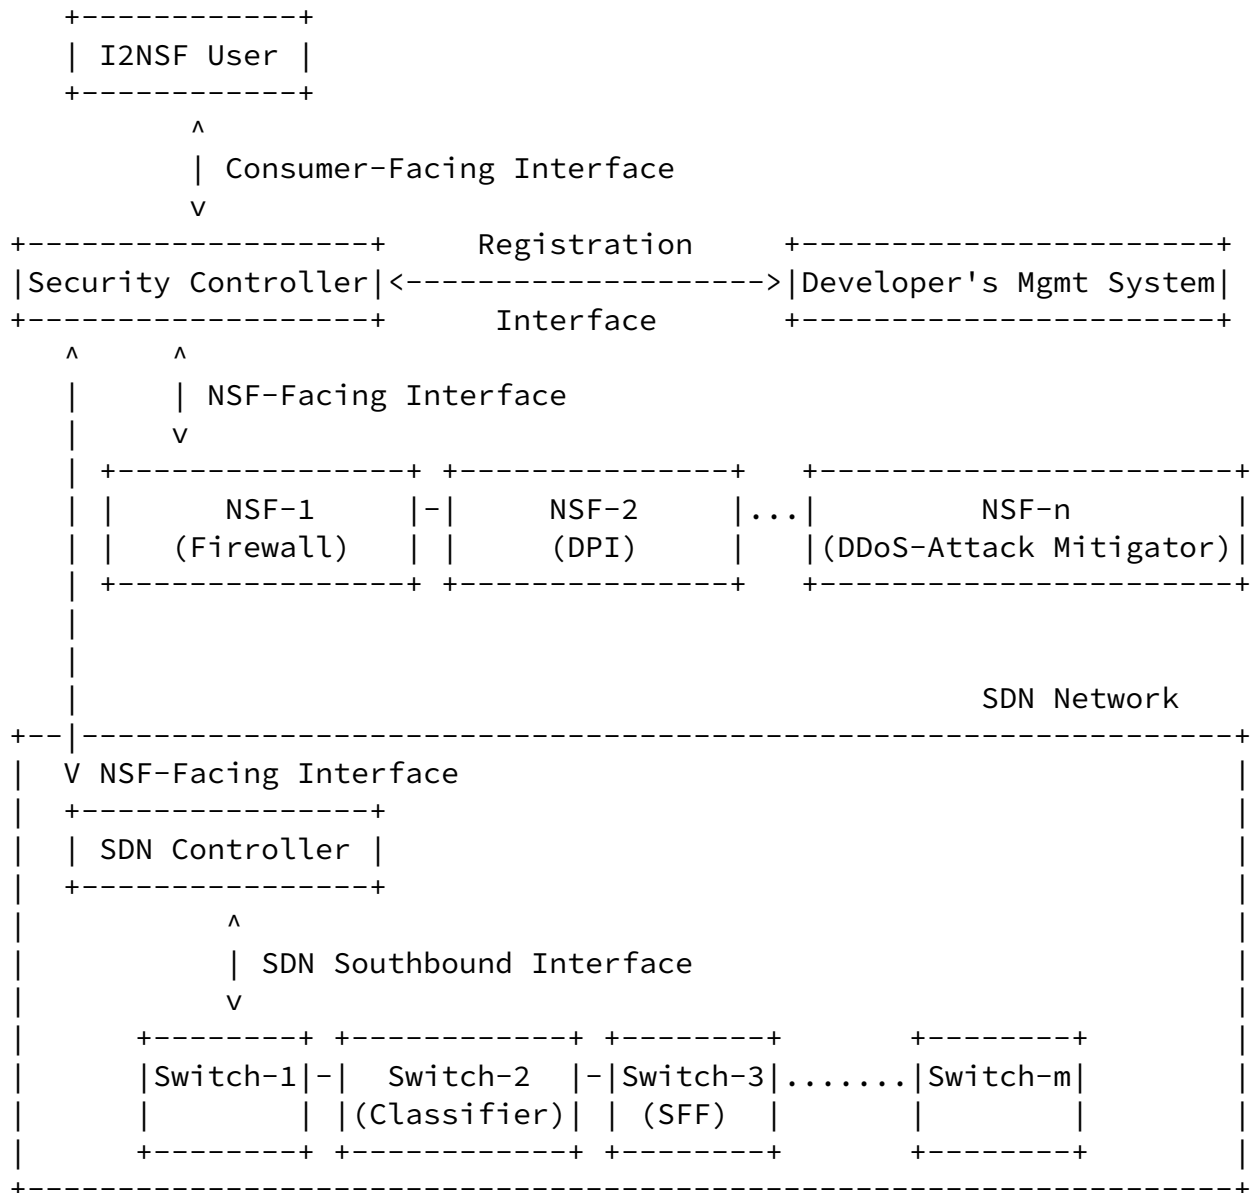 I2NSF User
Consumer-Facing Interface
Registration
Security Controller Developer's Mgmt System
Interface
NSF-Facing Interface
NSF-1 NSF-2 ... NSF-n
(Firewall) (DPI) (DDoS-Attack Mitigator)
SDN Network
NSF-Facing Interface
SDN Controller
SDN Southbound Interface
Switch-1 Switch-2 Switch-3 ....... Switch-m
(Classifier) (SFF)